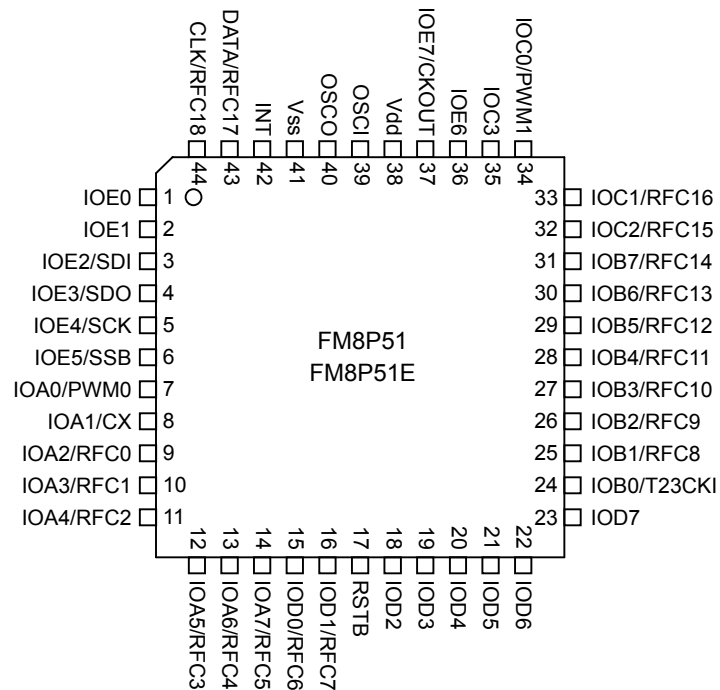 CLK/RFC18
DATA/RFC17
INT
Vss
OSCO
OSCI
Vdd
IOE7/CKOUT
IOE6
IOC3
IOC0/PWM1
44
43
42
41
40
39
38
37
36
35
34
IOE0 1
IOE1 2
IOE2/SDI 3
IOE3/SDO 4
IOE4/SCK 5
IOE5/SSB 6
IOA0/PWM0 7
IOA1/CX 8
IOA2/RFC0 9
IOA3/RFC1 10
IOA4/RFC2 11
FM8P51
FM8P51E
33 IOC1/RFC16
32 IOC2/RFC15
31 IOB7/RFC14
30 IOB6/RFC13
29 IOB5/RFC12
28 IOB4/RFC11
27 IOB3/RFC10
26 IOB2/RFC9
25 IOB1/RFC8
24 IOB0/T23CKI
23 IOD7
12
13
14
15
16
17
18
19
20
21
22
IOA5/RFC3
IOA6/RFC4
IOA7/RFC5
IOD0/RFC6
IOD1/RFC7
RSTB
IOD2
IOD3
IOD4
IOD5
IOD6